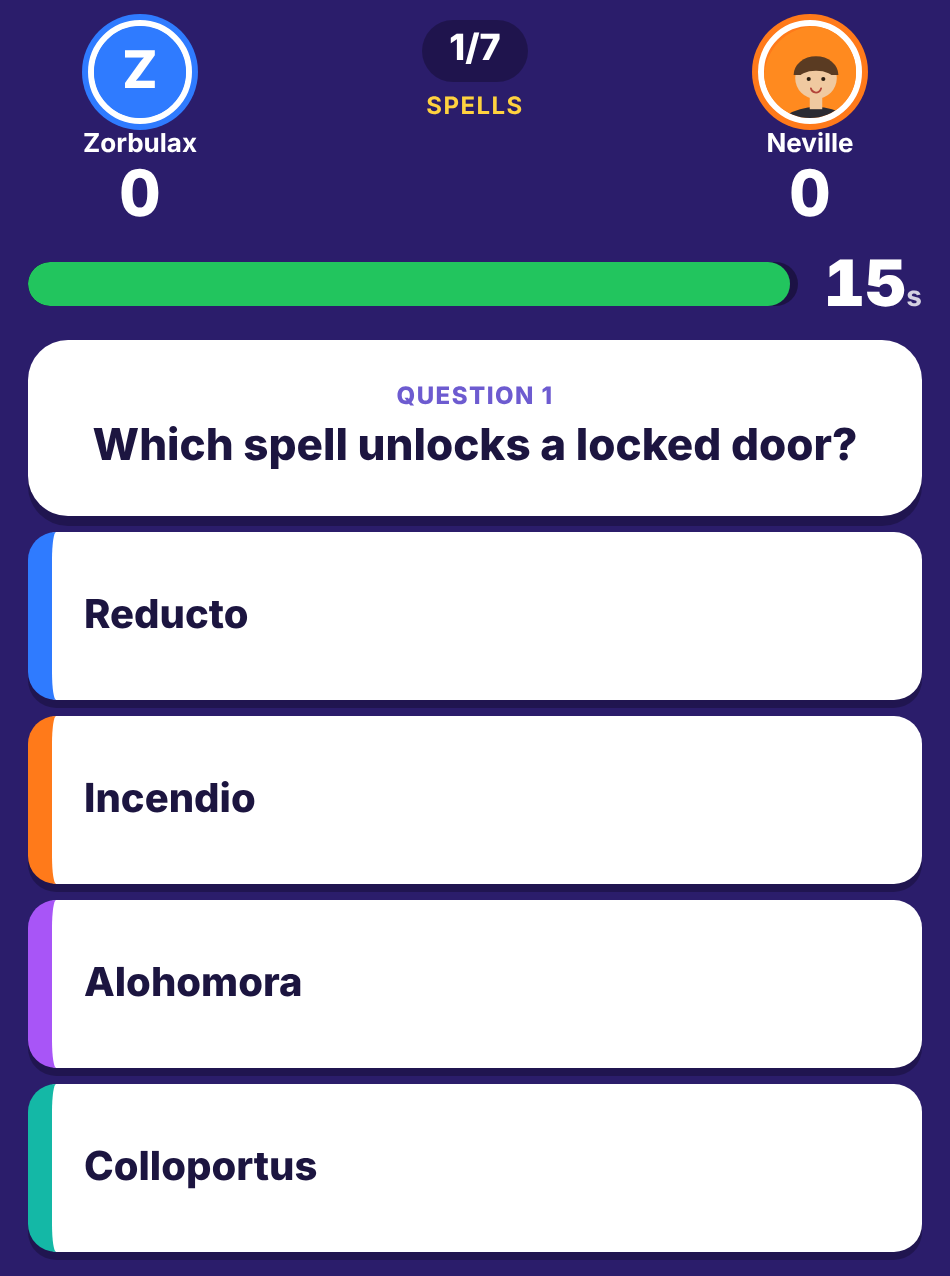 Z
1/7
SPELLS
Zorbulax
Neville
0
0
15s
QUESTION 1
Which spell unlocks a locked door?
Reducto
Incendio
Alohomora
Colloportus